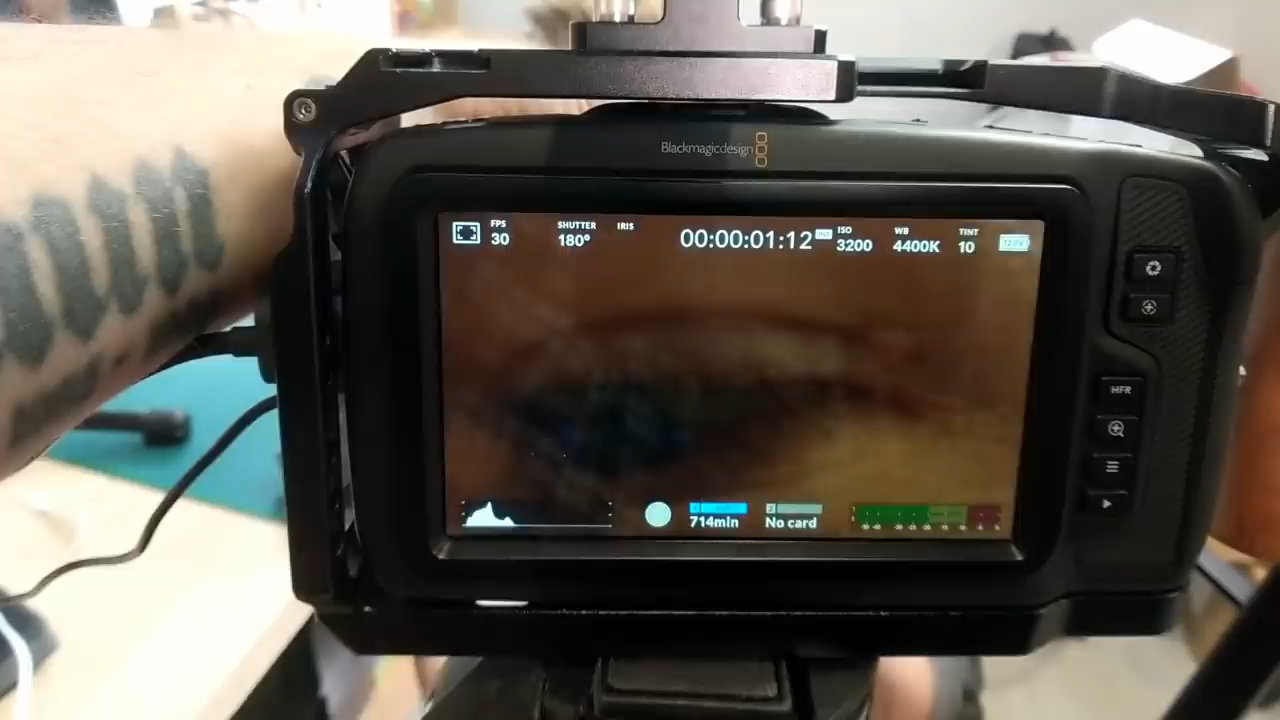 Blackmagicdesign
FPS
30
SHUTTER
180°
IRIS
00:00:01:12
ISO
3200
WB
4400K
TINT
10
714min
No card
HFR